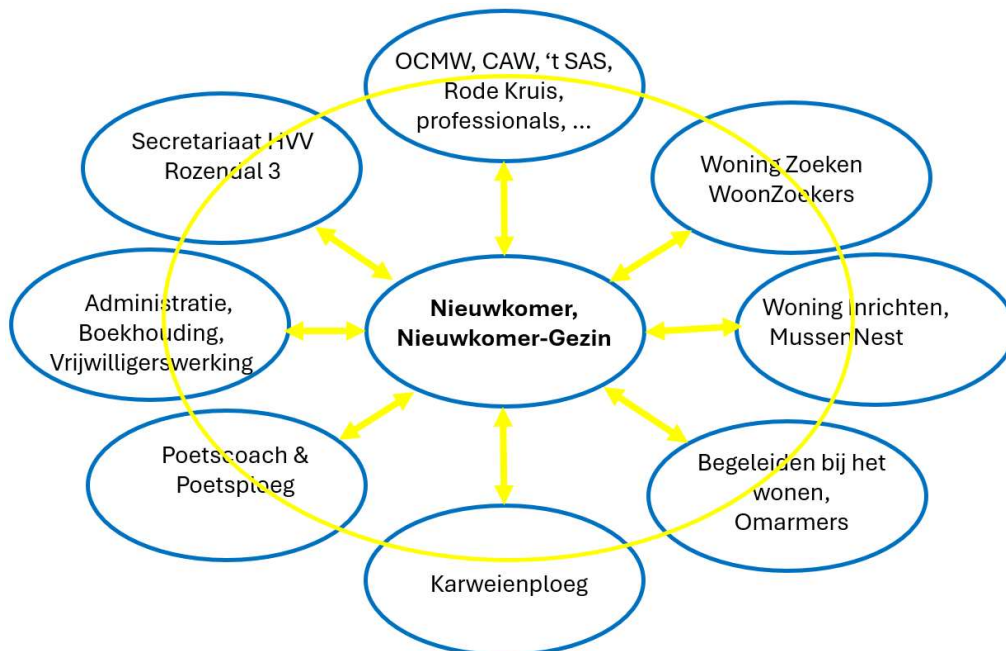 OCMW, CAW, ‘t SAS,
Rode Kruis,
professionals, ...
Secretariaat HVV
Rozendal 3
Woning Zoeken
WoonZoekers
Nieuwkomer,
Nieuwkomer-Gezin
Administratie,
Boekhouding,
Vrijwilligerswerking
Woning Inrichten,
MussenNest
Poetscoach &
Poetsploeg
Begeleiden bij het
wonen,
Omarmers
Karweienploeg